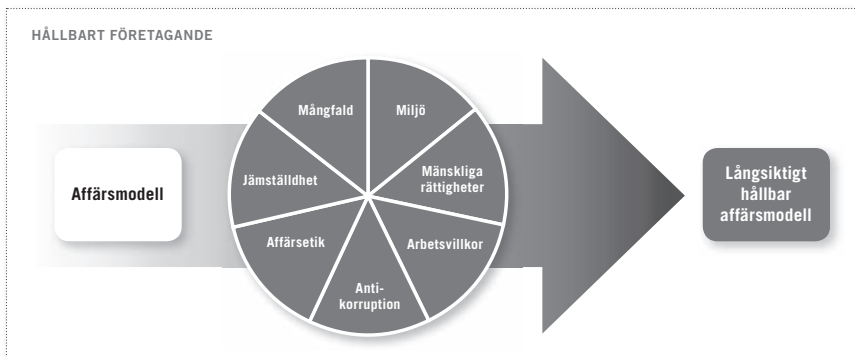 HÅLLBART FÖRETAGANDE
Affärsmodell
Mångfald
Miljö
Jämställdhet
Mänskliga
rättigheter
Affärsetik
Arbetsvillkor
Anti-
korruption
Långsiktigt
hållbar
affärsmodell